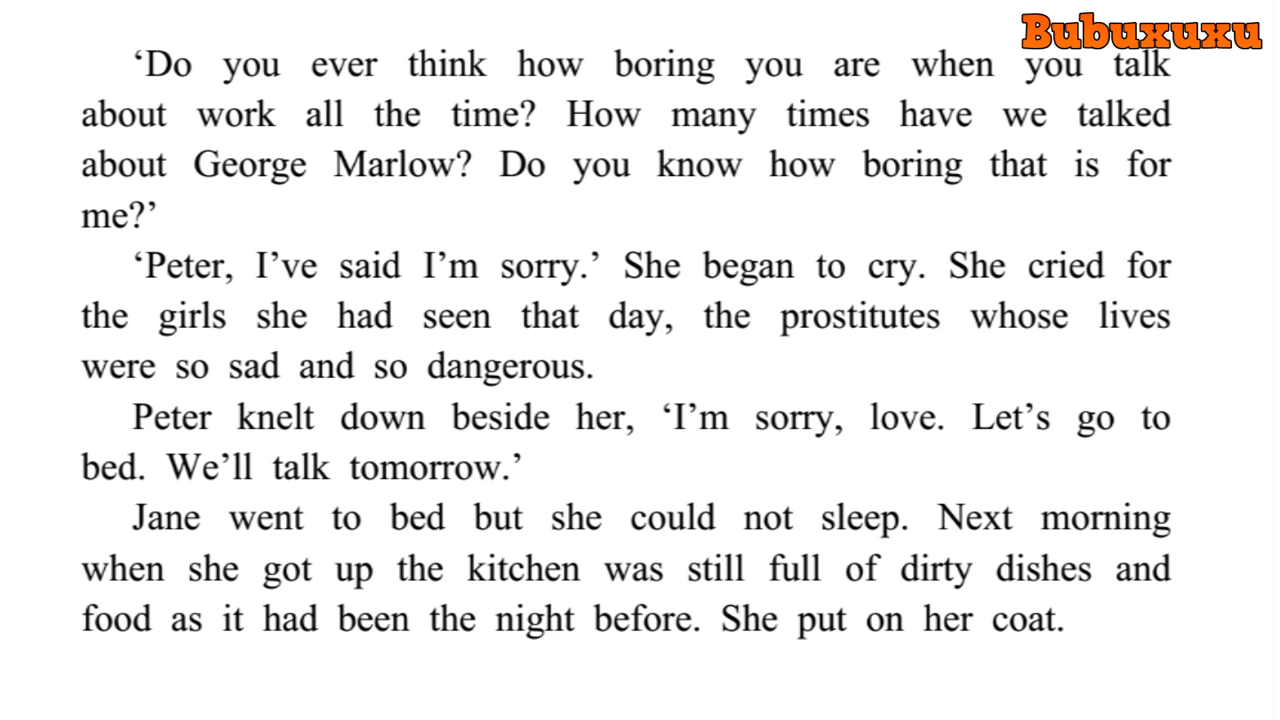 Bubuxuxu
‘Do you ever think how boring you are when you talk
about work all the time? How many times have we talked
about George Marlow? Do you know how boring that is for
me?’
‘Peter, I’ve said I’m sorry.’ She began to cry. She cried for
the girls she had seen that day, the prostitutes whose lives
were so sad and so dangerous.
Peter knelt down beside her, ‘I’m sorry, love. Let’s go to
bed. We’ll talk tomorrow.’
Jane went to bed but she could not sleep. Next morning
when she got up the kitchen was still full of dirty dishes and
food as it had been the night before. She put on her coat.